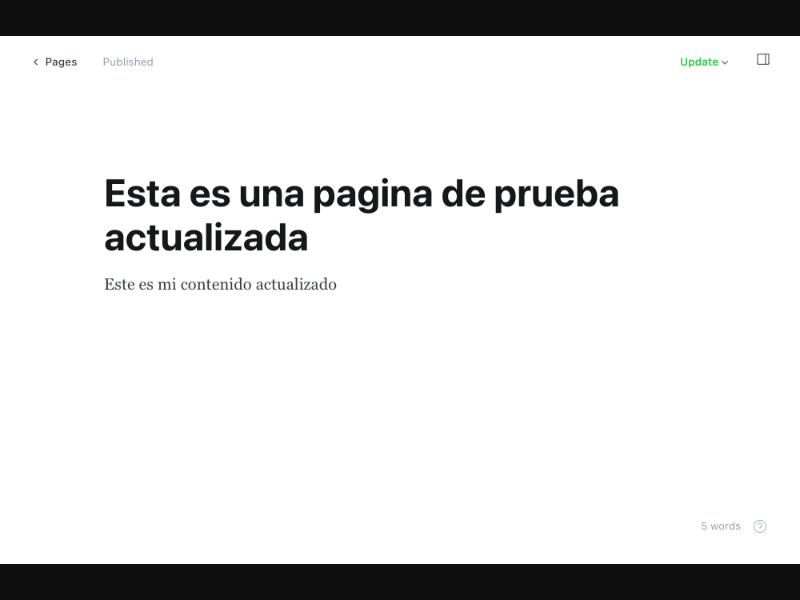 Pages Published Update
Esta es una pagina de prueba
actualizada
Este es mi contenido actualizado
5 words